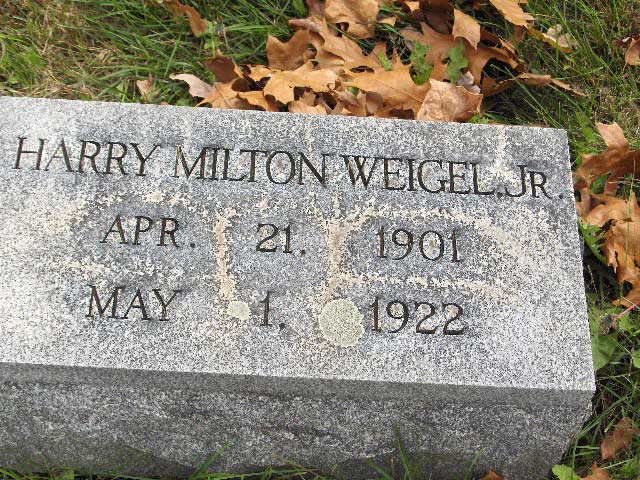 HARRY MILTON WEIGEL, JR.
APR. 21, 1901
MAY 1, 1922